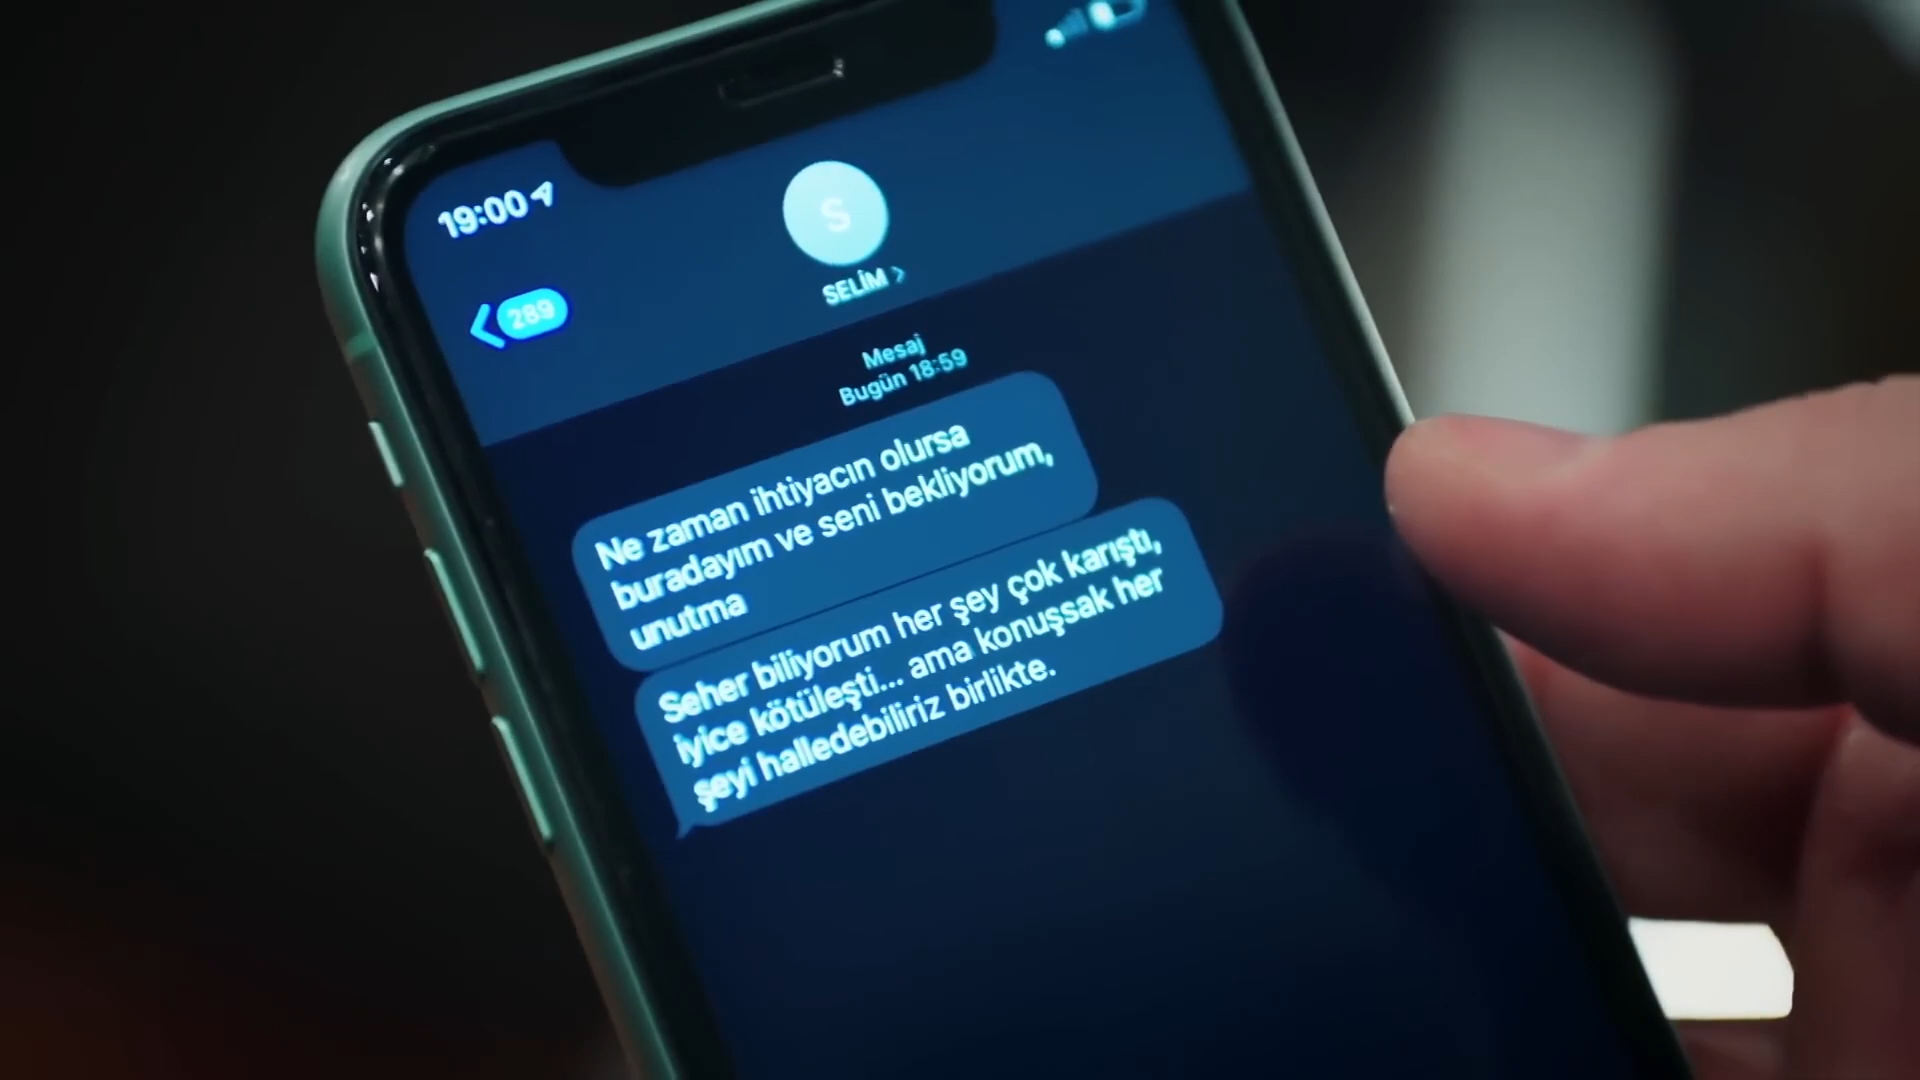 19:00
289
S
SELİM >
Mesaj
Bugün 18:59
Ne zaman ihtiyacın olursa
buradayım ve seni bekliyorum,
unutma
Seher biliyorum her şey çok karıştı,
iyice kötüleşti... ama konuşsak her
şeyi halledebiliriz birlikte.